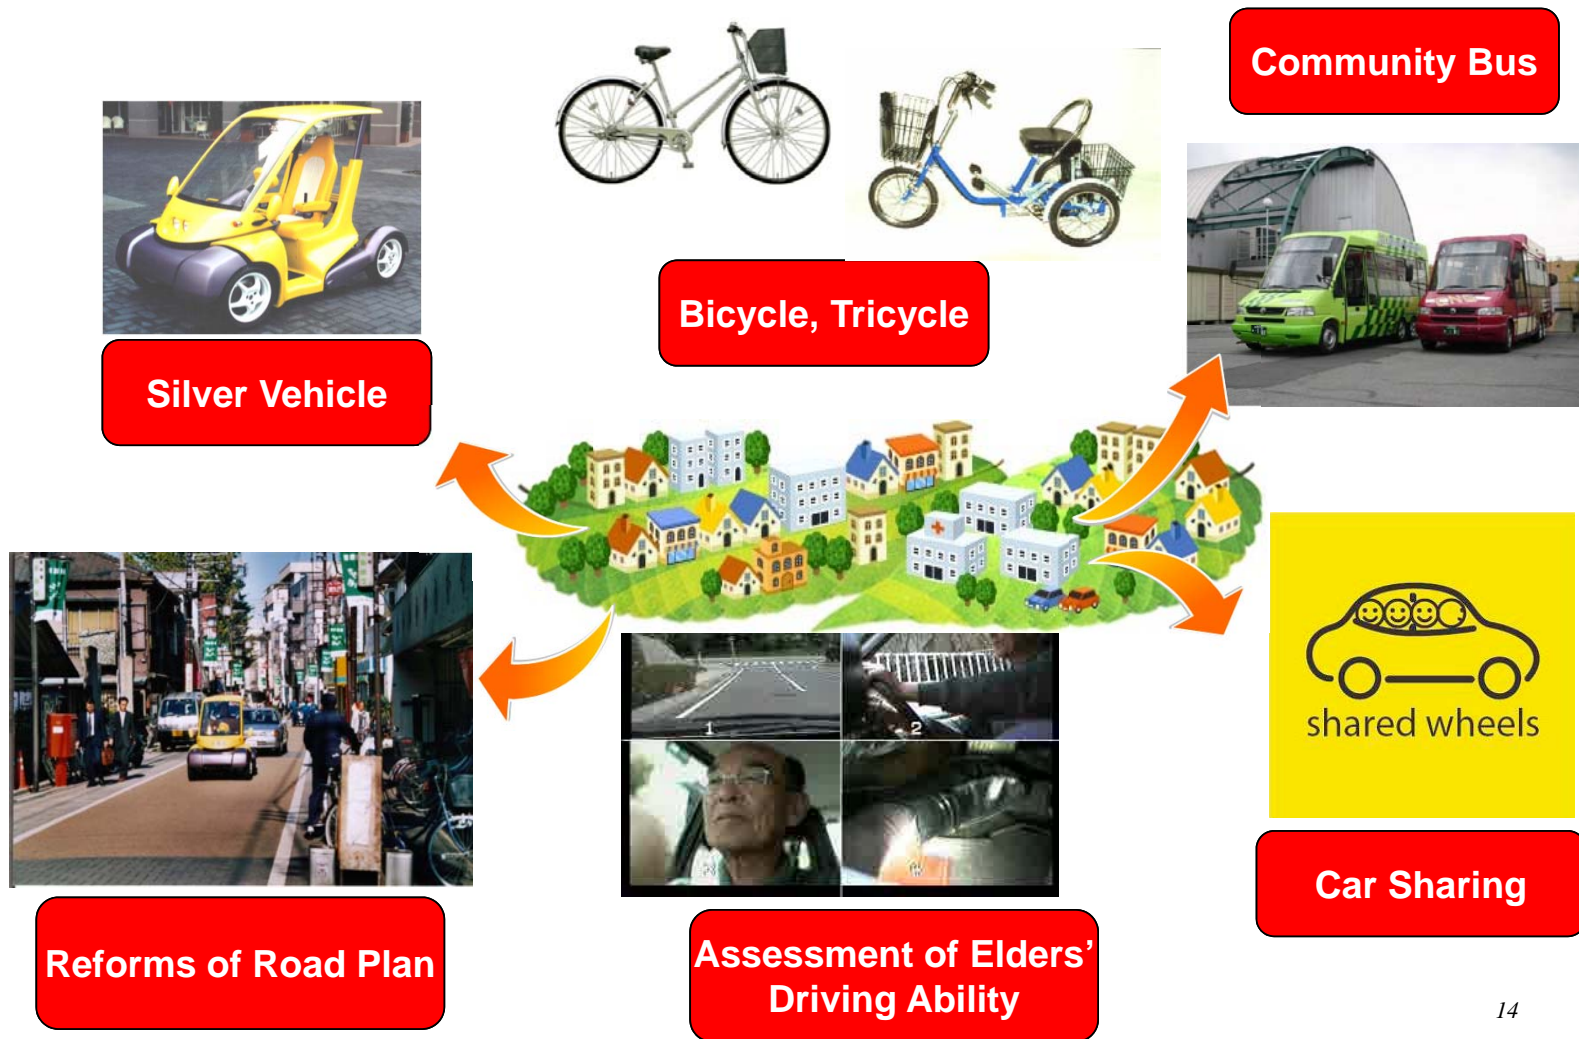 Community Bus
Bicycle, Tricycle
Silver Vehicle
shared wheels
1
2
Car Sharing
Reforms of Road Plan
Assessment of Elders’
Driving Ability
14